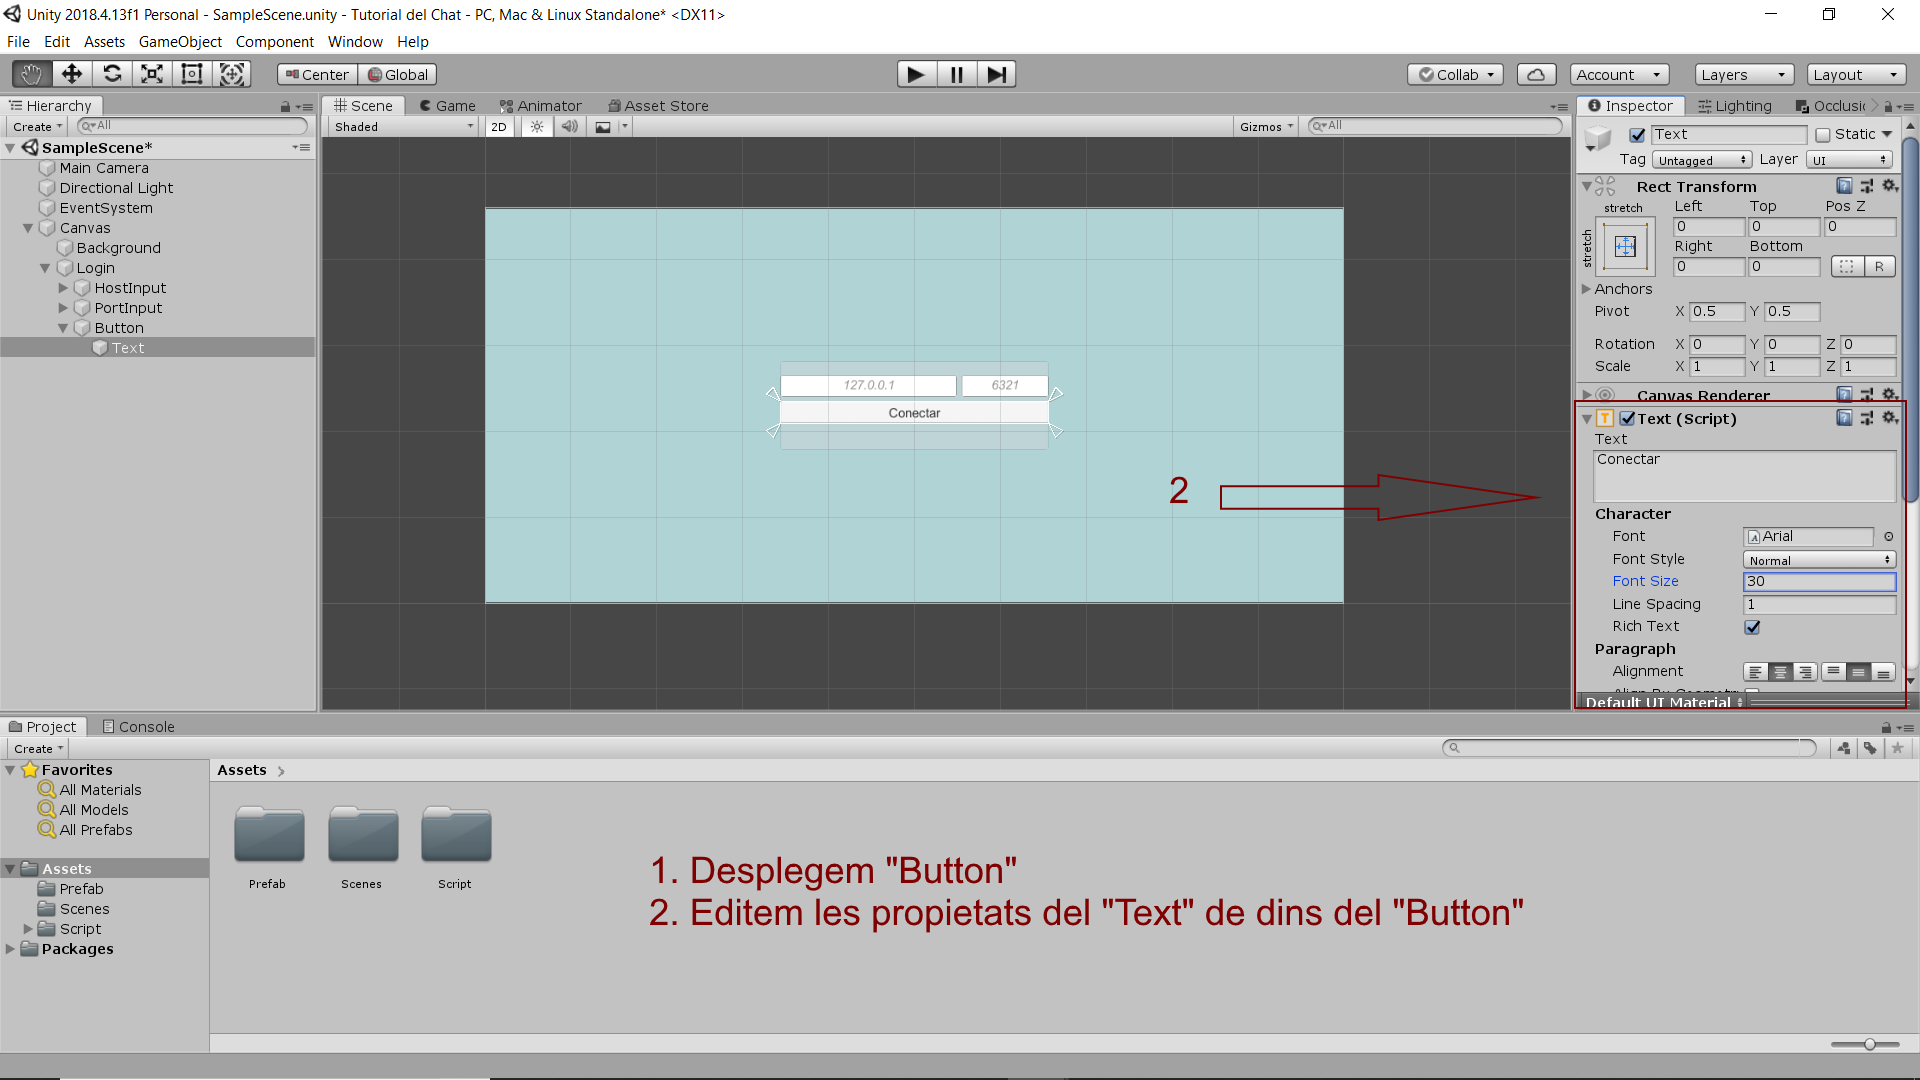 Unity 2018.4.13f1 Personal - SampleScene.unity - Tutorial del Chat - PC, Mac & Linux Standalone* <DX11>
File Edit Assets GameObject Component Window Help
Center Global Collab Account Layers Layout
Hierarchy
Create All
SampleScene*
Main Camera
Directional Light
EventSystem
Canvas
Background
Login
HostInput
PortInput
Button
Text
Scene Game Animator Asset Store
Shaded 2D Gizmos All
127.0.0.1 6321
Conectar
2
Inspector Lighting
Text Static
Tag Untagged Layer UI
Rect Transform
stretch Left Top Pos Z
stretch 0 0 0
Right Bottom
0 0 R
Anchors
Pivot X 0.5 Y 0.5
Rotation X 0 Y 0 Z 0
Scale X 1 Y 1 Z 1
Canvas Renderer
Text (Script)
Text
Conectar
Character
Font Arial
Font Style Normal
Font Size 30
Line Spacing 1
Rich Text
Paragraph
Alignment
Default UI Material
Project Console
Create
Favorites
All Materials
All Models
All Prefabs
Assets
Prefab
Scenes
Script
Packages
Assets
Prefab Scenes Script
1. Desplegem "Button"
2. Editem les propietats del "Text" de dins del "Button"